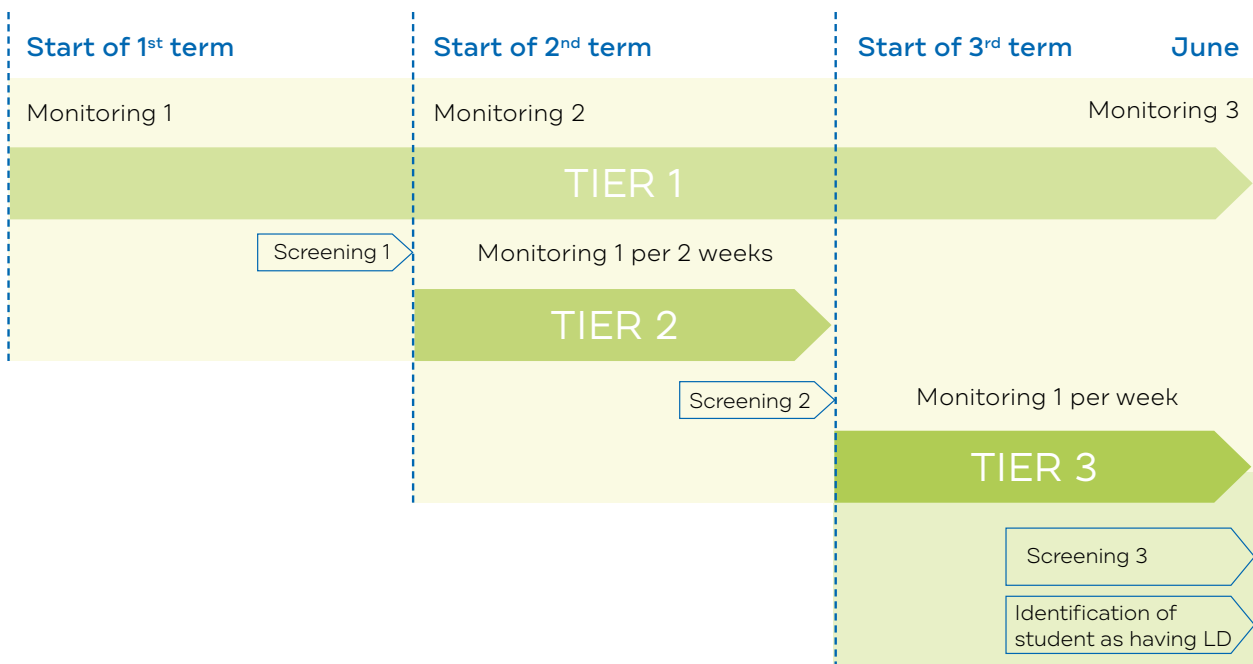 Start of 1st term
Start of 2nd term
Start of 3rd term
June
Monitoring 1
Monitoring 2
Monitoring 3
TIER 1
Screening 1
Monitoring 1 per 2 weeks
TIER 2
Screening 2
Monitoring 1 per week
TIER 3
Screening 3
Identification of
student as having LD